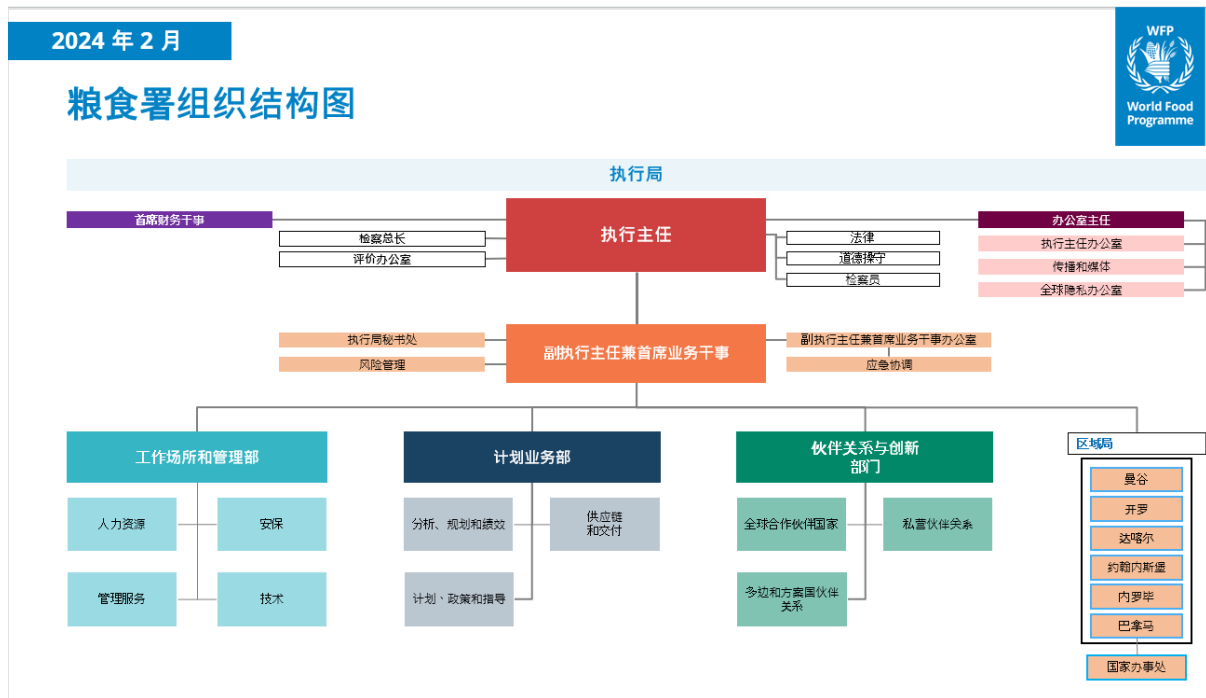 2024 年 2 月
WFP
World Food
Programme
粮食署组织结构图
执行局
首席财务干事
执行主任
办公室主任
检察总长
评价办公室
法律
道德操守
检察员
执行主任办公室
传播和媒体
全球隐私办公室
执行局秘书处
风险管理
副执行主任兼首席业务干事
副执行主任兼首席业务干事办公室
应急协调
工作场所和管理部
计划业务部
伙伴关系与创新
部门
区域局
人力资源
安保
管理服务
技术
分析、规划和绩效
供应链
和交付
计划、政策和指导
全球合作伙伴国家
私营伙伴关系
多边和方案国伙伴
关系
曼谷
开罗
达喀尔
约翰内斯堡
内罗毕
巴拿马
国家办事处